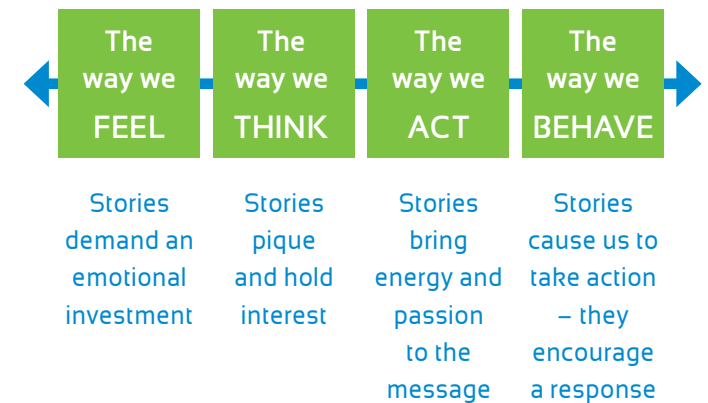 The
way we
FEEL
The
way we
THINK
The
way we
ACT
The
way we
BEHAVE
Stories
demand an
emotional
investment
Stories
pique
and hold
interest
Stories
bring
energy and
passion
to the
message
Stories
cause us to
take action
– they
encourage
a response